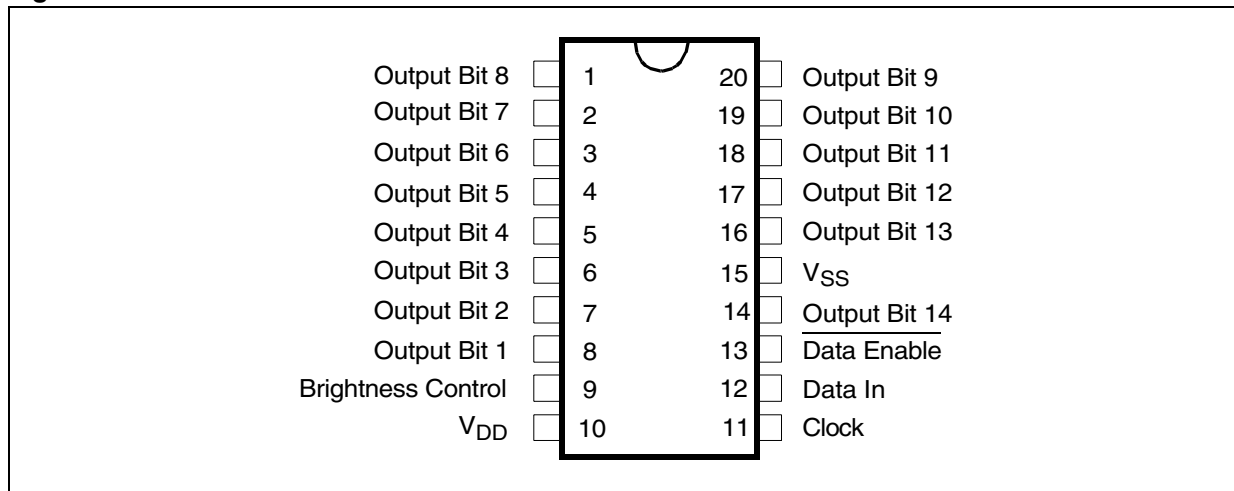 Output Bit 8 1 20 Output Bit 9
Output Bit 7 2 19 Output Bit 10
Output Bit 6 3 18 Output Bit 11
Output Bit 5 4 17 Output Bit 12
Output Bit 4 5 16 Output Bit 13
Output Bit 3 6 15 VSS
Output Bit 2 7 14 Output Bit 14
Output Bit 1 8 13 Data Enable
Brightness Control 9 12 Data In
VDD 10 11 Clock